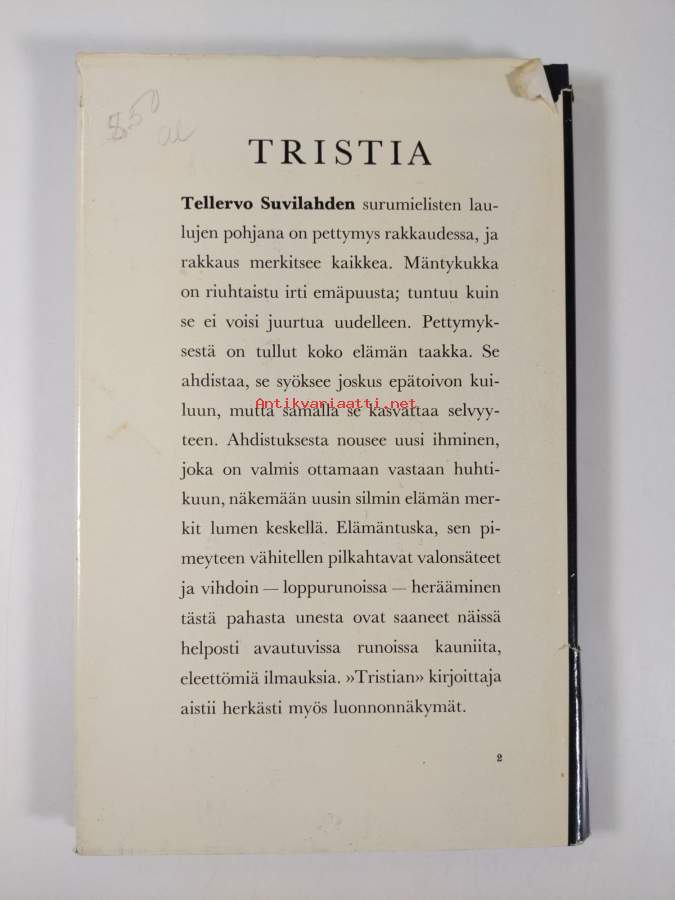 850
TRISTIA
Tellervo Suvilahden surumielisten lau-
lujen pohjana on pettymys rakkaudessa, ja
rakkaus merkitsee kaikkea. Mäntykukka
on riuhtaistu irti emäpuusta; tuntuu kuin
se ei voisi juurtua uudelleen. Pettymyk-
sestä on tullut koko elämän taakka. Se
ahdistaa, se syöksee joskus epätoivon kui-
Antikvariaatti.net
luun, mutta samalla se kasvattaa selvyy-
teen. Ahdistuksesta nousee uusi ihminen,
joka on valmis ottamaan vastaan huhti-
kuun, näkemään uusin silmin elämän mer-
kit lumen keskellä. Elämäntuska, sen pi-
meyteen vähitellen pilkahtavat valonsäteet
ja vihdoin — loppurunoissa — herääminen
tästä pahasta unesta ovat saaneet näissä
helposti avautuvissa runoissa kauniita,
eleettömiä ilmauksia. »Tristian» kirjoittaja
aistii herkästi myös luonnonnäkymät.
2